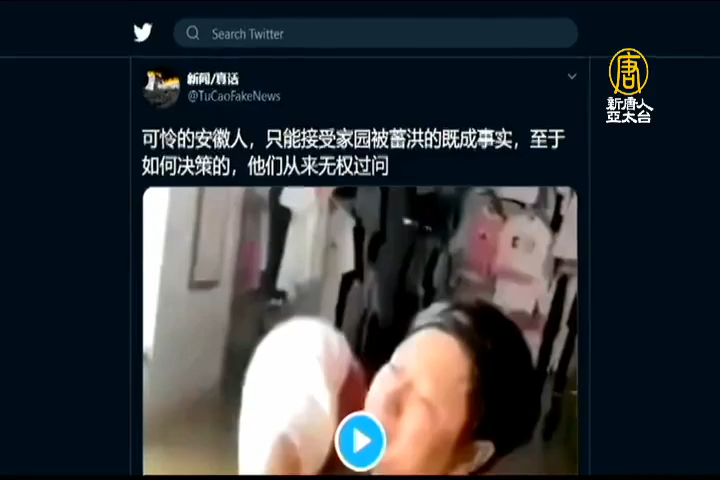 Search Twitter
新闻/真话
@TuCaoFakeNews
可怜的安徽人，只能接受家园被蓄洪的既成事实，至于
如何决策的，他们从来无权过问
唐
新唐人
亞太台